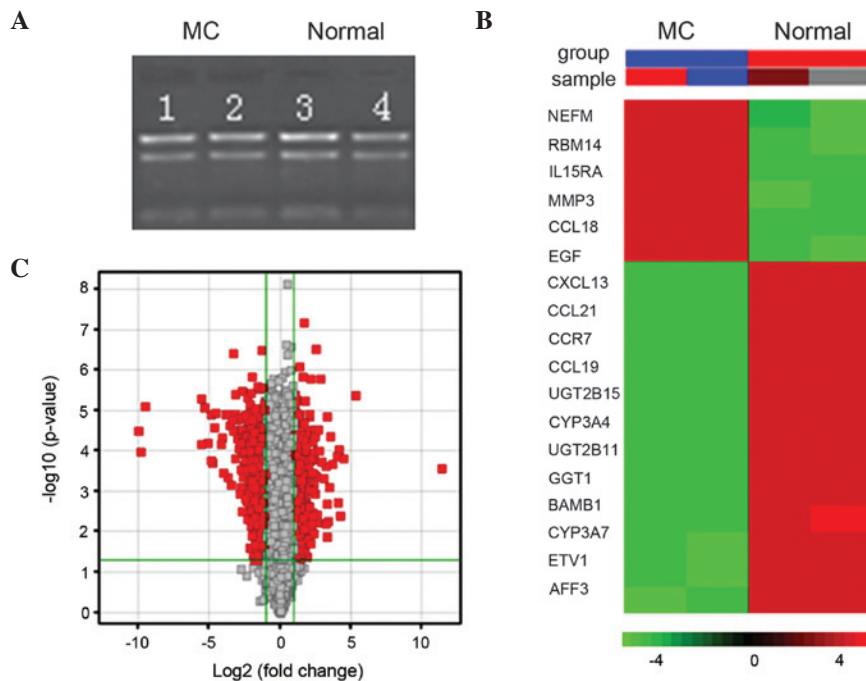 A
MC Normal
1 2 3 4
B
MC Normal
group
sample
NEFM
RBM14
IL15RA
MMP3
CCL18
EGF
CXCL13
CCL21
CCR7
CCL19
UGT2B15
CYP3A4
UGT2B11
GGT1
BAMB1
CYP3A7
ETV1
AFF3
-4 0 4
C
8
7
6
5
4
3
2
1
0
-log10 (p-value)
-10 -5 0 5 10
Log2 (fold change)